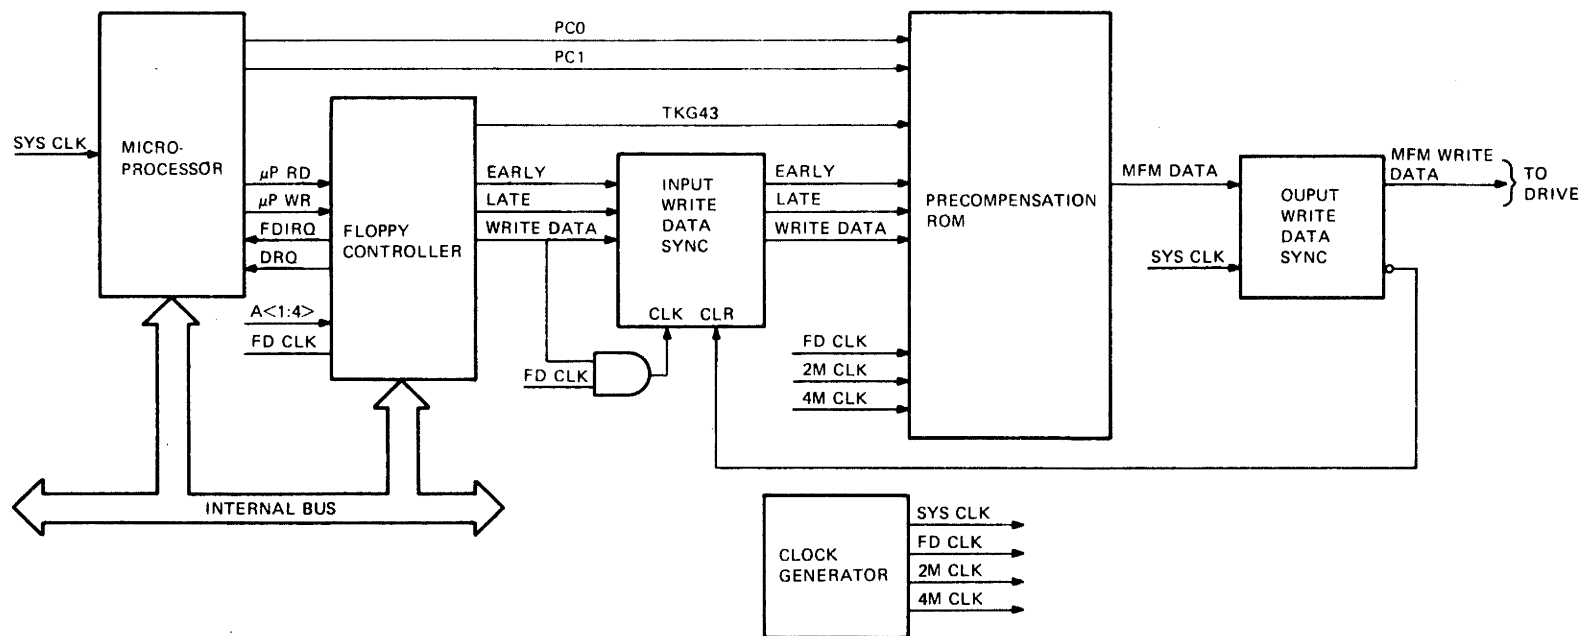 PC0
PC1
TKG43
SYS CLK
MICRO-
PROCESSOR
µP RD
µP WR
FDIRQ
DRQ
A<1:4>
FD CLK
FLOPPY
CONTROLLER
EARLY
LATE
WRITE DATA
INPUT
WRITE
DATA
SYNC
CLK CLR
FD CLK
EARLY
LATE
WRITE DATA
PRECOMPENSATION
ROM
FD CLK
2M CLK
4M CLK
MFM DATA
SYS CLK
OUPUT
WRITE
DATA
SYNC
MFM WRITE
DATA
TO
DRIVE
INTERNAL BUS
CLOCK
GENERATOR
SYS CLK
FD CLK
2M CLK
4M CLK